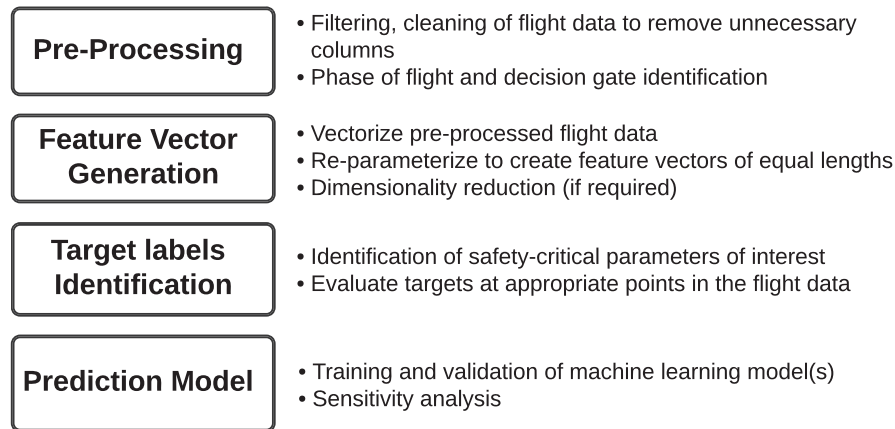 Pre-Processing
• Filtering, cleaning of flight data to remove unnecessary
columns
• Phase of flight and decision gate identification
Feature Vector
Generation
• Vectorize pre-processed flight data
• Re-parameterize to create feature vectors of equal lengths
• Dimensionality reduction (if required)
Target labels
Identification
• Identification of safety-critical parameters of interest
• Evaluate targets at appropriate points in the flight data
Prediction Model
• Training and validation of machine learning model(s)
• Sensitivity analysis